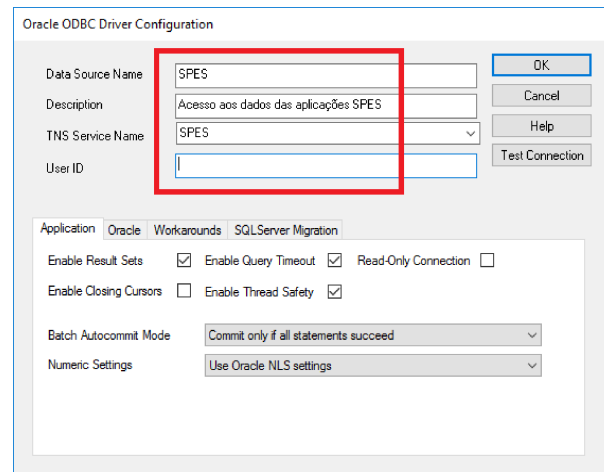 Oracle ODBC Driver Configuration
Data Source Name SPES OK
Description Acesso aos dados das aplicações SPES Cancel
TNS Service Name SPES Help
User ID Test Connection
Application Oracle Workarounds SQLServer Migration
Enable Result Sets Enable Query Timeout Read-Only Connection
Enable Closing Cursors Enable Thread Safety
Batch Autocommit Mode Commit only if all statements succeed
Numeric Settings Use Oracle NLS settings